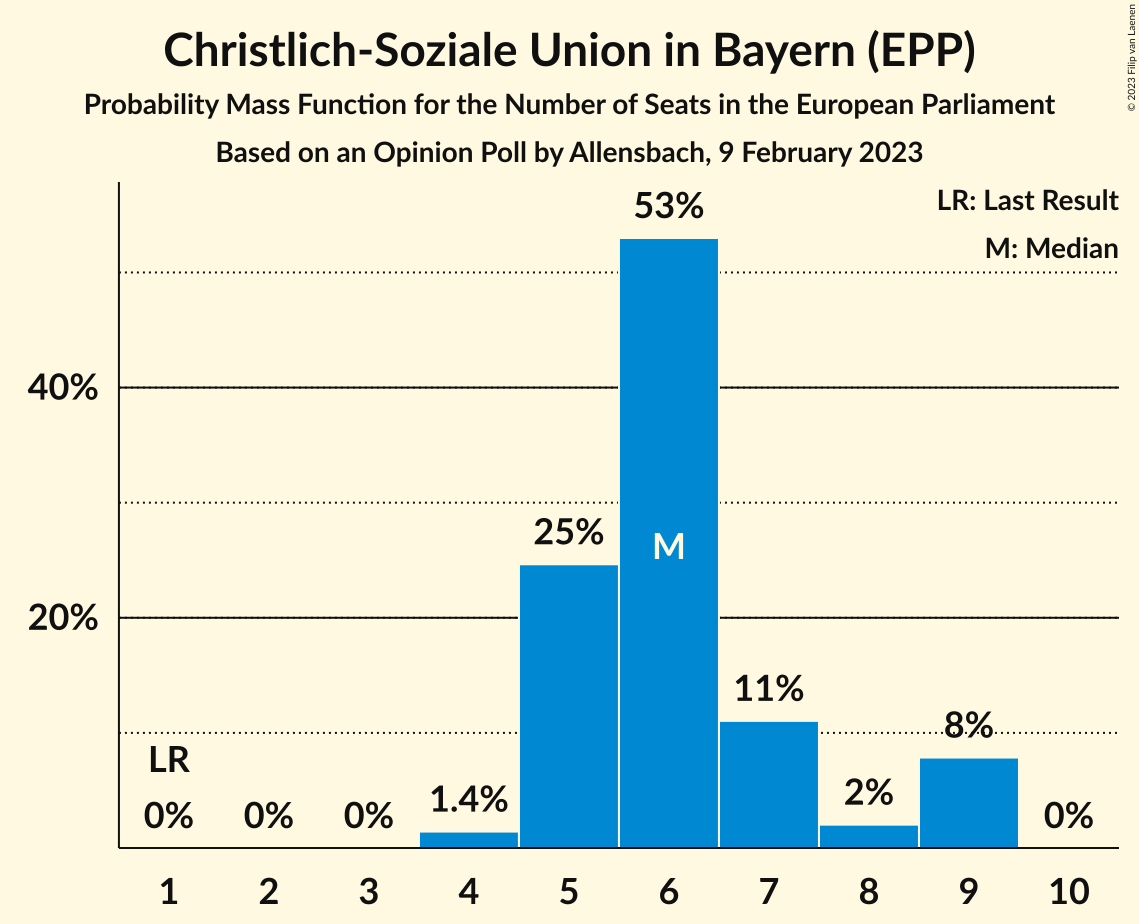 Christlich-Soziale Union in Bayern (EPP)
Probability Mass Function for the Number of Seats in the European Parliament
Based on an Opinion Poll by Allensbach, 9 February 2023
© 2023 Filip van Laenen
LR: Last Result
M: Median
53%
40%
25%
M
20%
11%
8%
LR
2%
1.4%
0% 0% 0% 0%
1 2 3 4 5 6 7 8 9 10